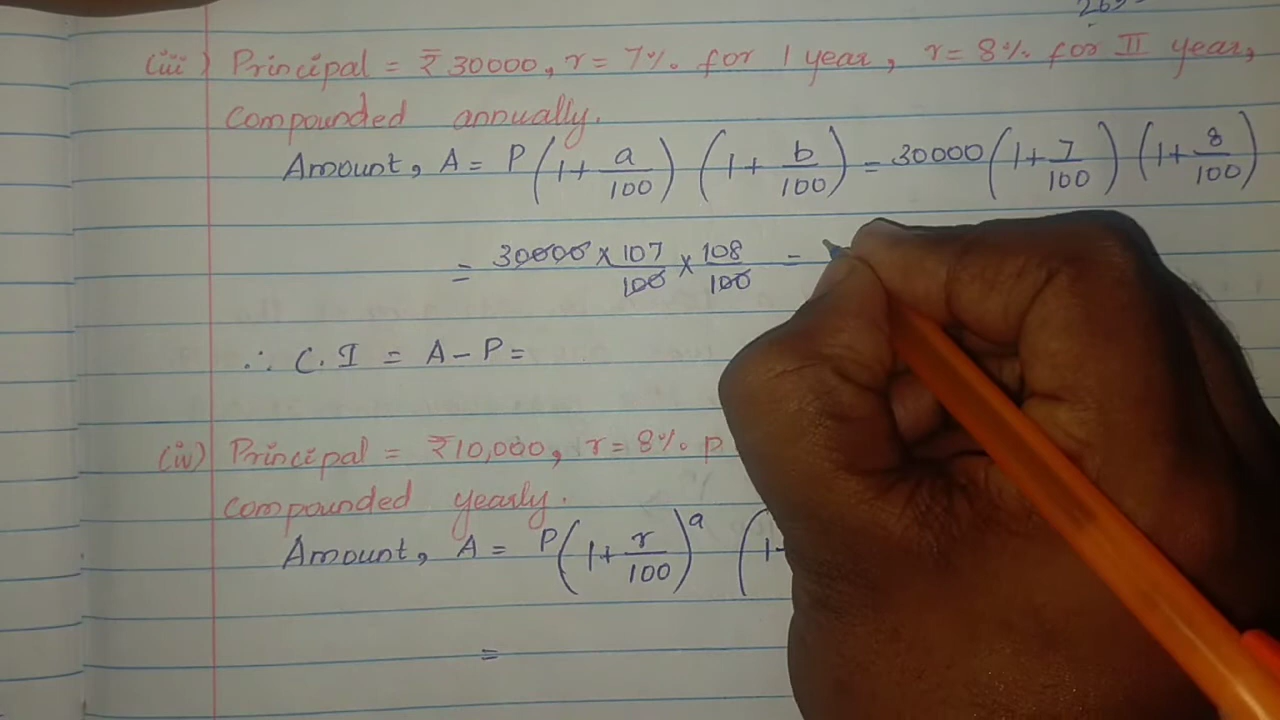 (iii) Principal = ₹ 30000, r = 7% for 1 year, r = 8% for II year,
compounded annually.
Amount, A = P(1 + a/100) (1 + b/100) = 30000 (1 + 7/100) (1 + 8/100)
= 30000 × 107/100 × 108/100 =
∴ C.I = A - P =
(iv) Principal = ₹10,000, r = 8% p
compounded yearly.
Amount, A = P(1 + r/100)^a (1
=